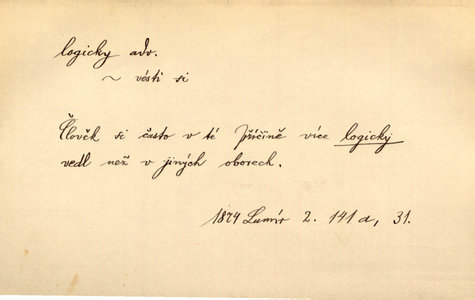 logicky adv.
~ vésti si
Člověk si často v té příčině více logicky
vedl než v jiných oborech.
1874 Lumír 2. 141 a, 31.